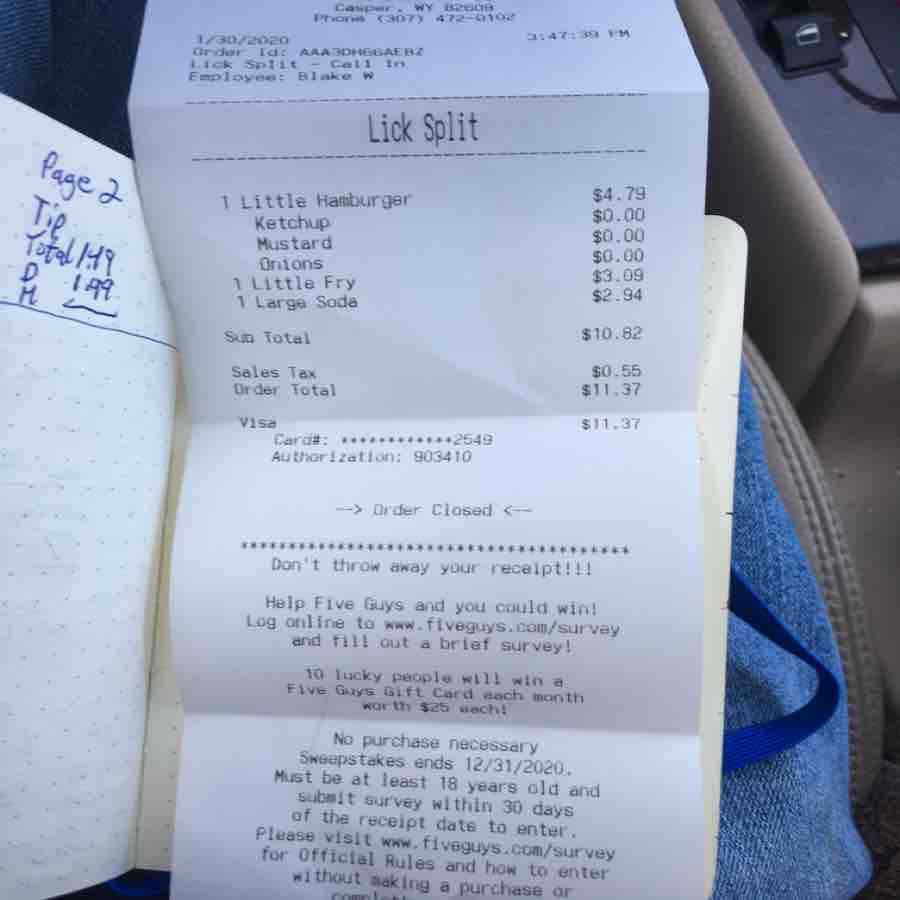 Casper, WY 82609
Phone (307) 472-0102
1/30/2020 3:47:39 PM
Order Id: AAA3DH66AEBZ
Lick Split - Call In
Employee: Blake W
Lick Split
1 Little Hamburger $4.79
Ketchup $0.00
Mustard $0.00
Onions $0.00
1 Little Fry $3.09
1 Large Soda $2.94
Sub Total $10.82
Sales Tax $0.55
Order Total $11.37
Visa $11.37
Card#: ************2549
Authorization: 903410
--> Order Closed <--
****************************************
Don't throw away your receipt!!!
Help Five Guys and you could win!
Log online to www.fiveguys.com/survey
and fill out a brief survey!
10 lucky people will win a
Five Guys Gift Card each month
worth $25 each!
No purchase necessary
Sweepstakes ends 12/31/2020.
Must be at least 18 years old and
submit survey within 30 days
of the receipt date to enter.
Please visit www.fiveguys.com/survey
for Official Rules and how to enter
without making a purchase or
Page 2
Tip
Total 1.49
D 1.99
M